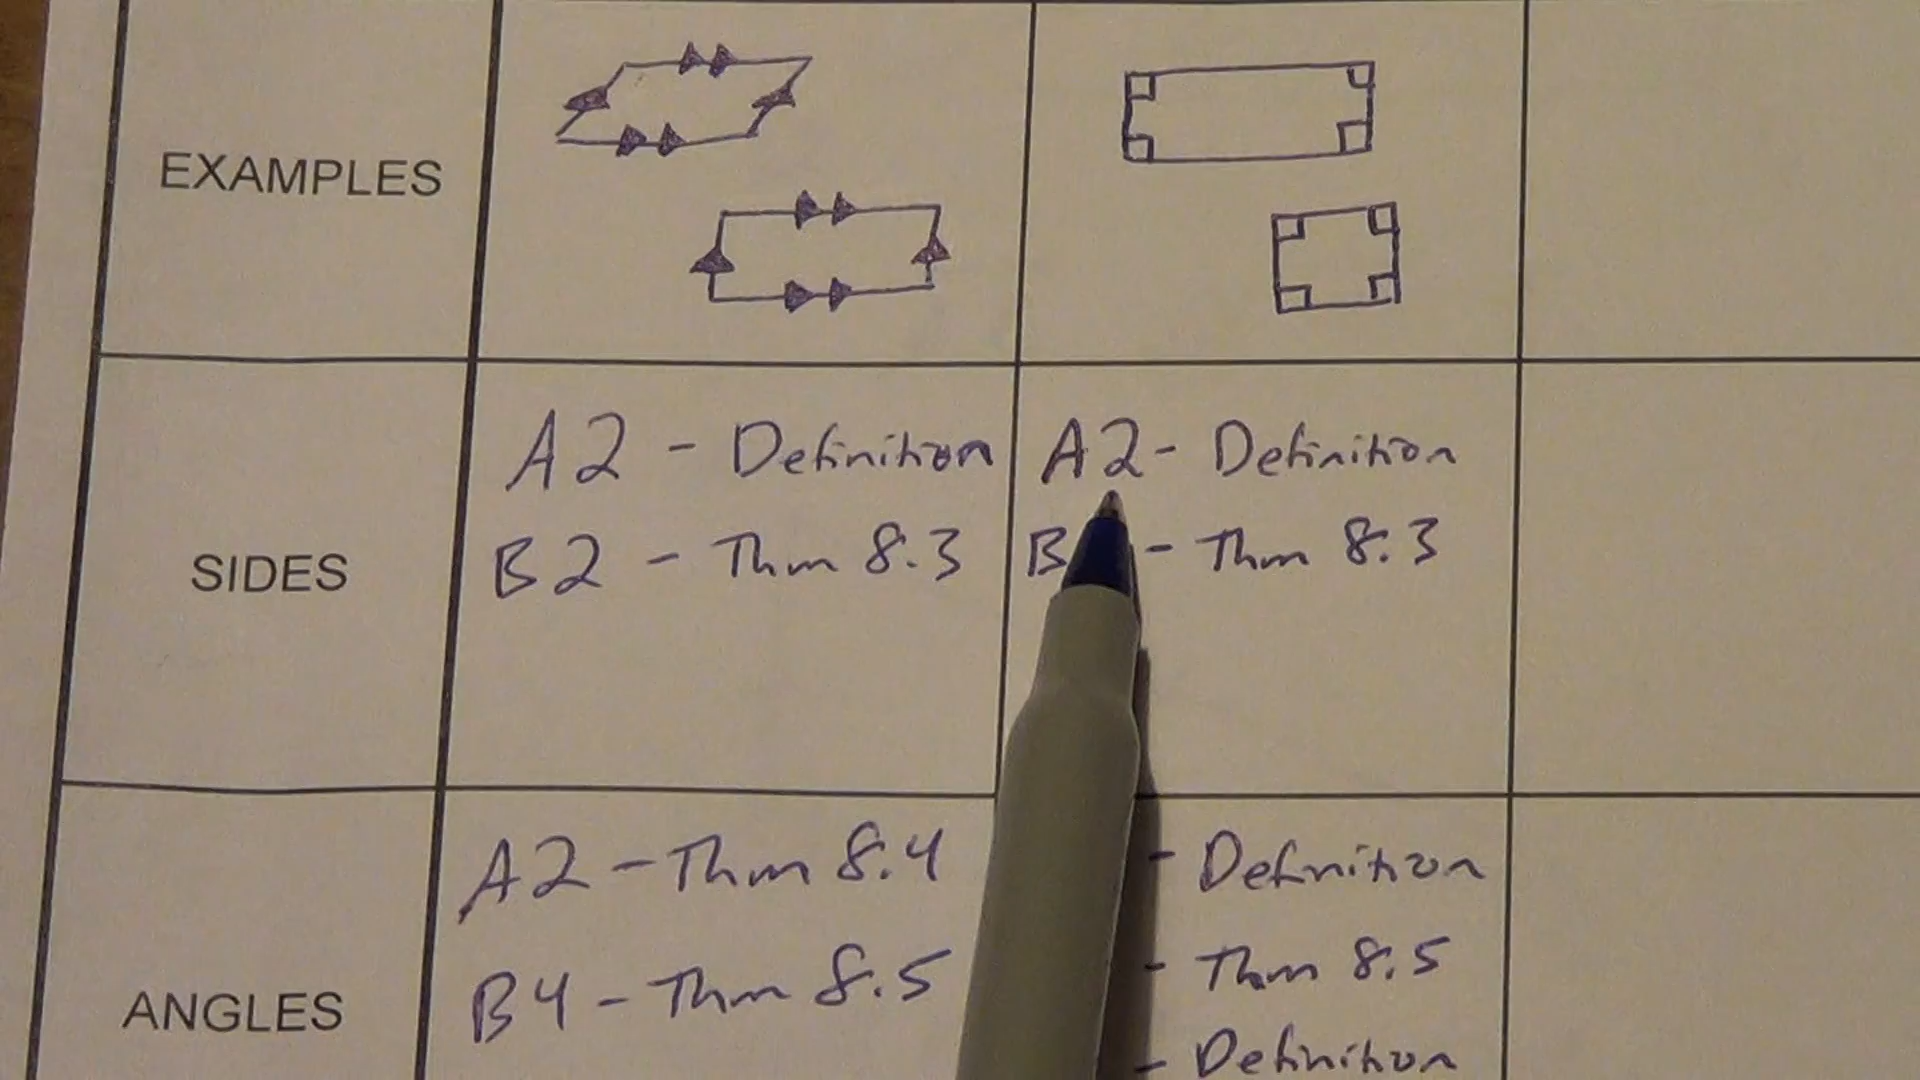 EXAMPLES
SIDES
A2 - Definition
B2 - Thm 8.3
A2 - Definition
B - Thm 8.3
ANGLES
A2 - Thm 8.4
B4 - Thm 8.5
- Definition
- Thm 8.5
- Definition